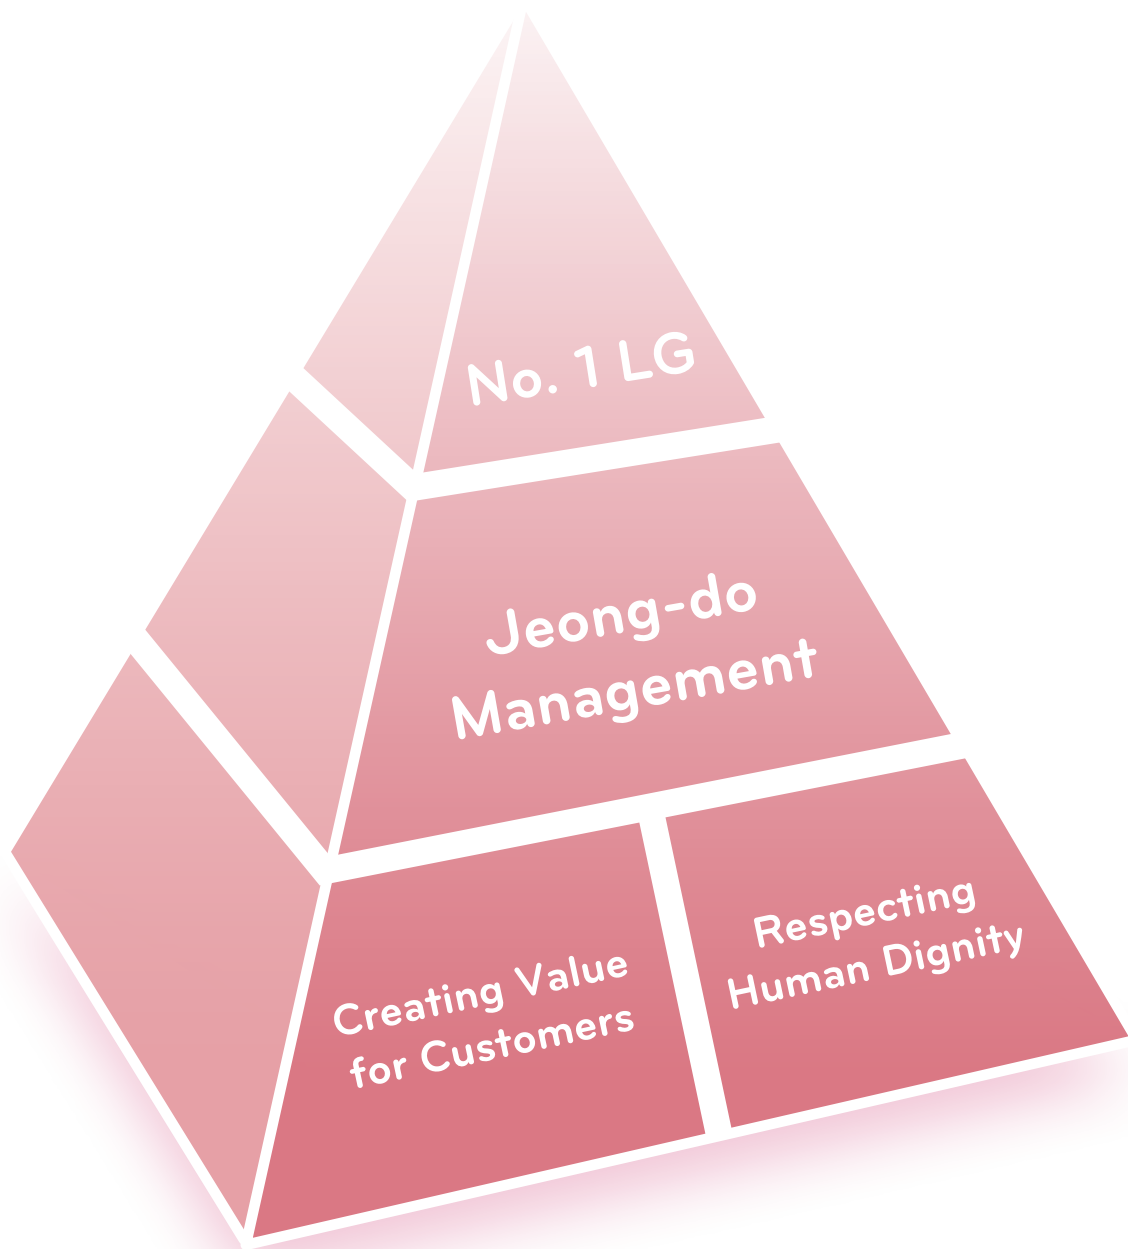 No. 1 LG
Jeong-do
Management
Creating Value
for Customers
Respecting
Human Dignity